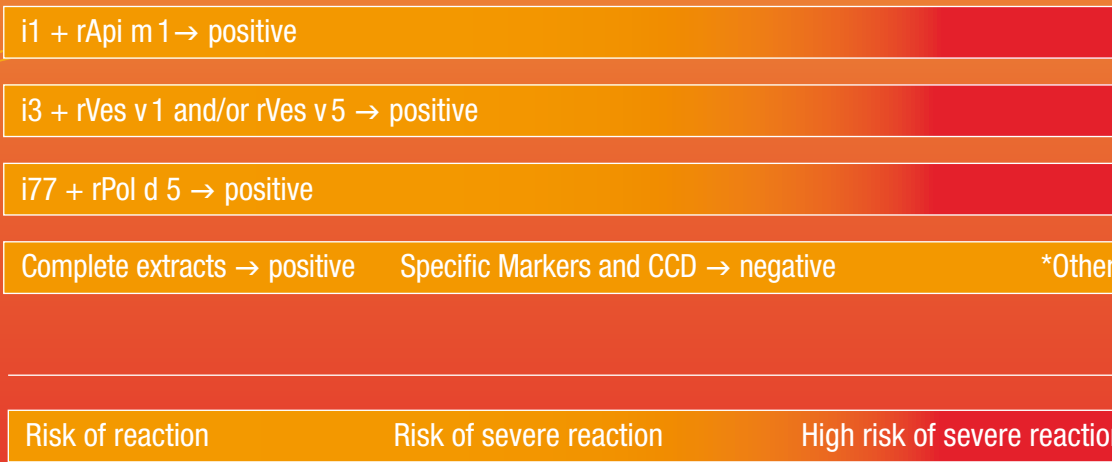 i1 + rApi m 1 → positive
i3 + rVes v 1 and/or rVes v 5 → positive
i77 + rPol d 5 → positive
Complete extracts → positive Specific Markers and CCD → negative *Other
Risk of reaction Risk of severe reaction High risk of severe reaction